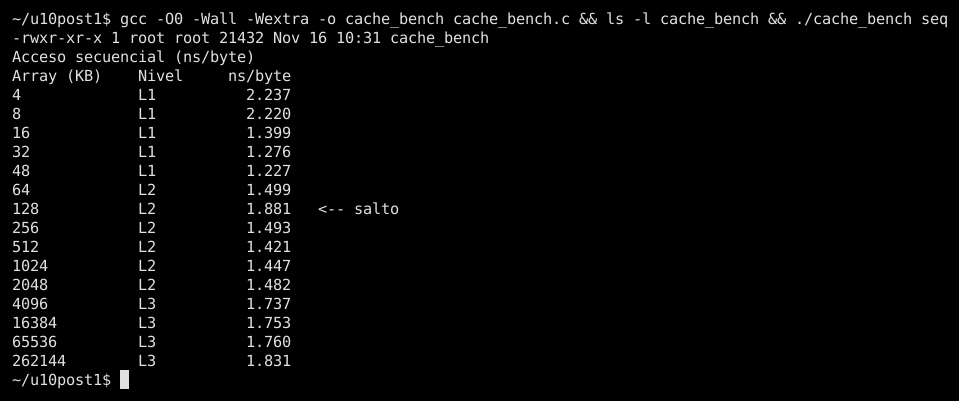 ~/u10post1$ gcc -O0 -Wall -Wextra -o cache_bench cache_bench.c && ls -l cache_bench && ./cache_bench seq
-rwxr-xr-x 1 root root 21432 Nov 16 10:31 cache_bench
Acceso secuencial (ns/byte)
Array (KB)    Nivel     ns/byte
4             L1          2.237
8             L1          2.220
16            L1          1.399
32            L1          1.276
48            L1          1.227
64            L2          1.499
128           L2          1.881   <-- salto
256           L2          1.493
512           L2          1.421
1024          L2          1.447
2048          L2          1.482
4096          L3          1.737
16384         L3          1.753
65536         L3          1.760
262144        L3          1.831
~/u10post1$